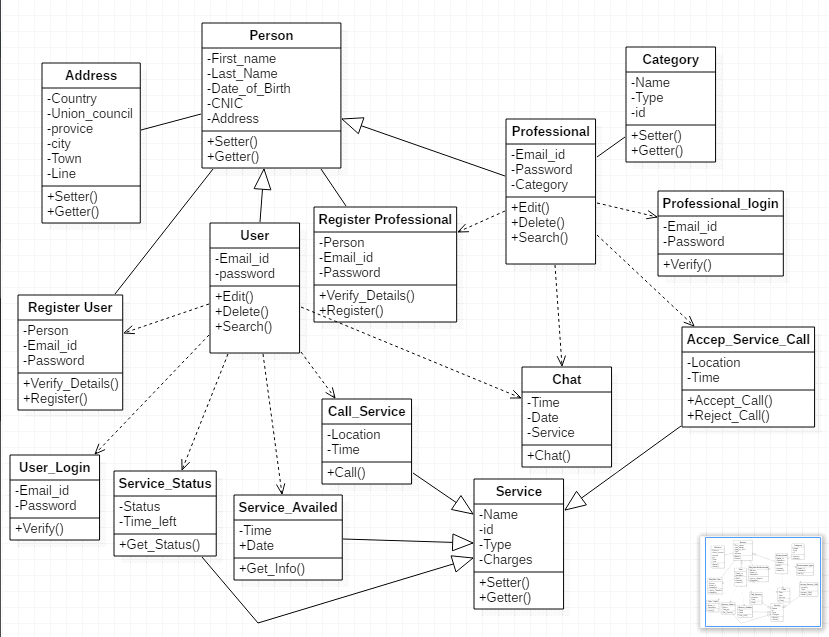 Person
-First_name
-Last_Name
-Date_of_Birth
-CNIC
-Address
+Setter()
+Getter()
Address
-Country
-Union_council
-provice
-city
-Town
-Line
+Setter()
+Getter()
Category
-Name
-Type
-id
+Setter()
+Getter()
Professional
-Email_id
-Password
-Category
+Edit()
+Delete()
+Search()
Professional_login
-Email_id
-Password
+Verify()
Register Professional
-Person
-Email_id
-Password
+Verify_Details()
+Register()
User
-Email_id
-password
+Edit()
+Delete()
+Search()
Register User
-Person
-Email_id
-Password
+Verify_Details()
+Register()
Accep_Service_Call
-Location
-Time
+Accept_Call()
+Reject_Call()
Chat
-Time
-Date
-Service
+Chat()
Call_Service
-Location
-Time
+Call()
User_Login
-Email_id
-Password
+Verify()
Service_Status
-Status
-Time_left
+Get_Status()
Service_Availed
-Time
+Date
+Get_Info()
Service
-Name
-id
-Type
-Charges
+Setter()
+Getter()